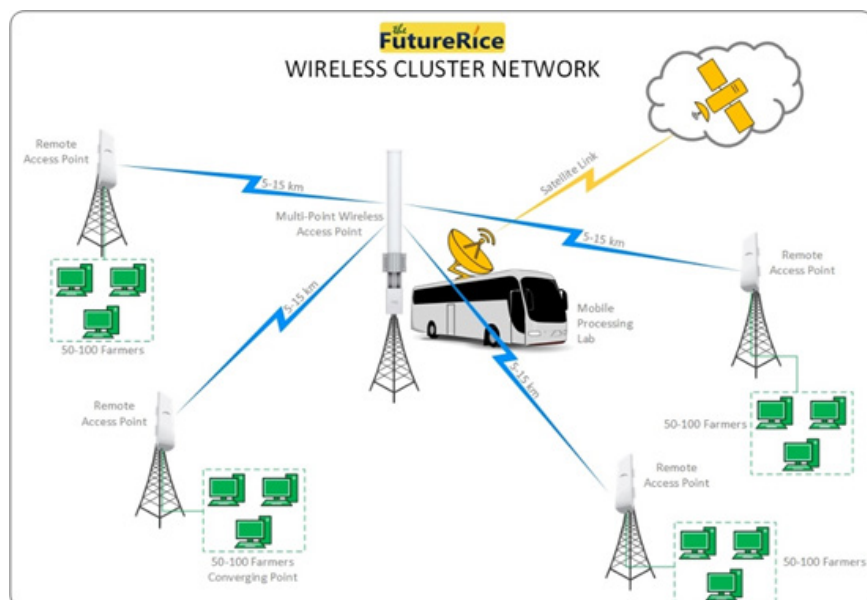 the
FutureRice
WIRELESS CLUSTER NETWORK
Remote
Access Point
5-15 km
Multi-Point Wireless
Access Point
Satellite Link
5-15 km
Remote
Access Point
50-100 Farmers
5-15 km
Mobile
Processing
Lab
5-15 km
Remote
Access Point
50-100 Farmers
Remote
Access Point
50-100 Farmers
Converging Point
50-100 Farmers